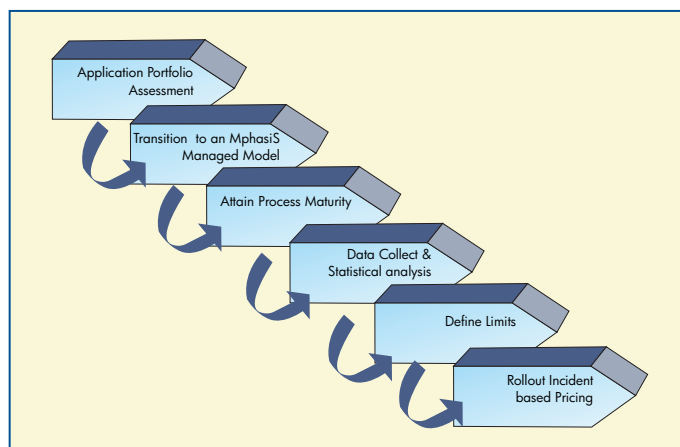 Application Portfolio
Assessment
Transition to an MphasiS
Managed Model
Attain Process Maturity
Data Collect &
Statistical analysis
Define Limits
Rollout Incident
based Pricing